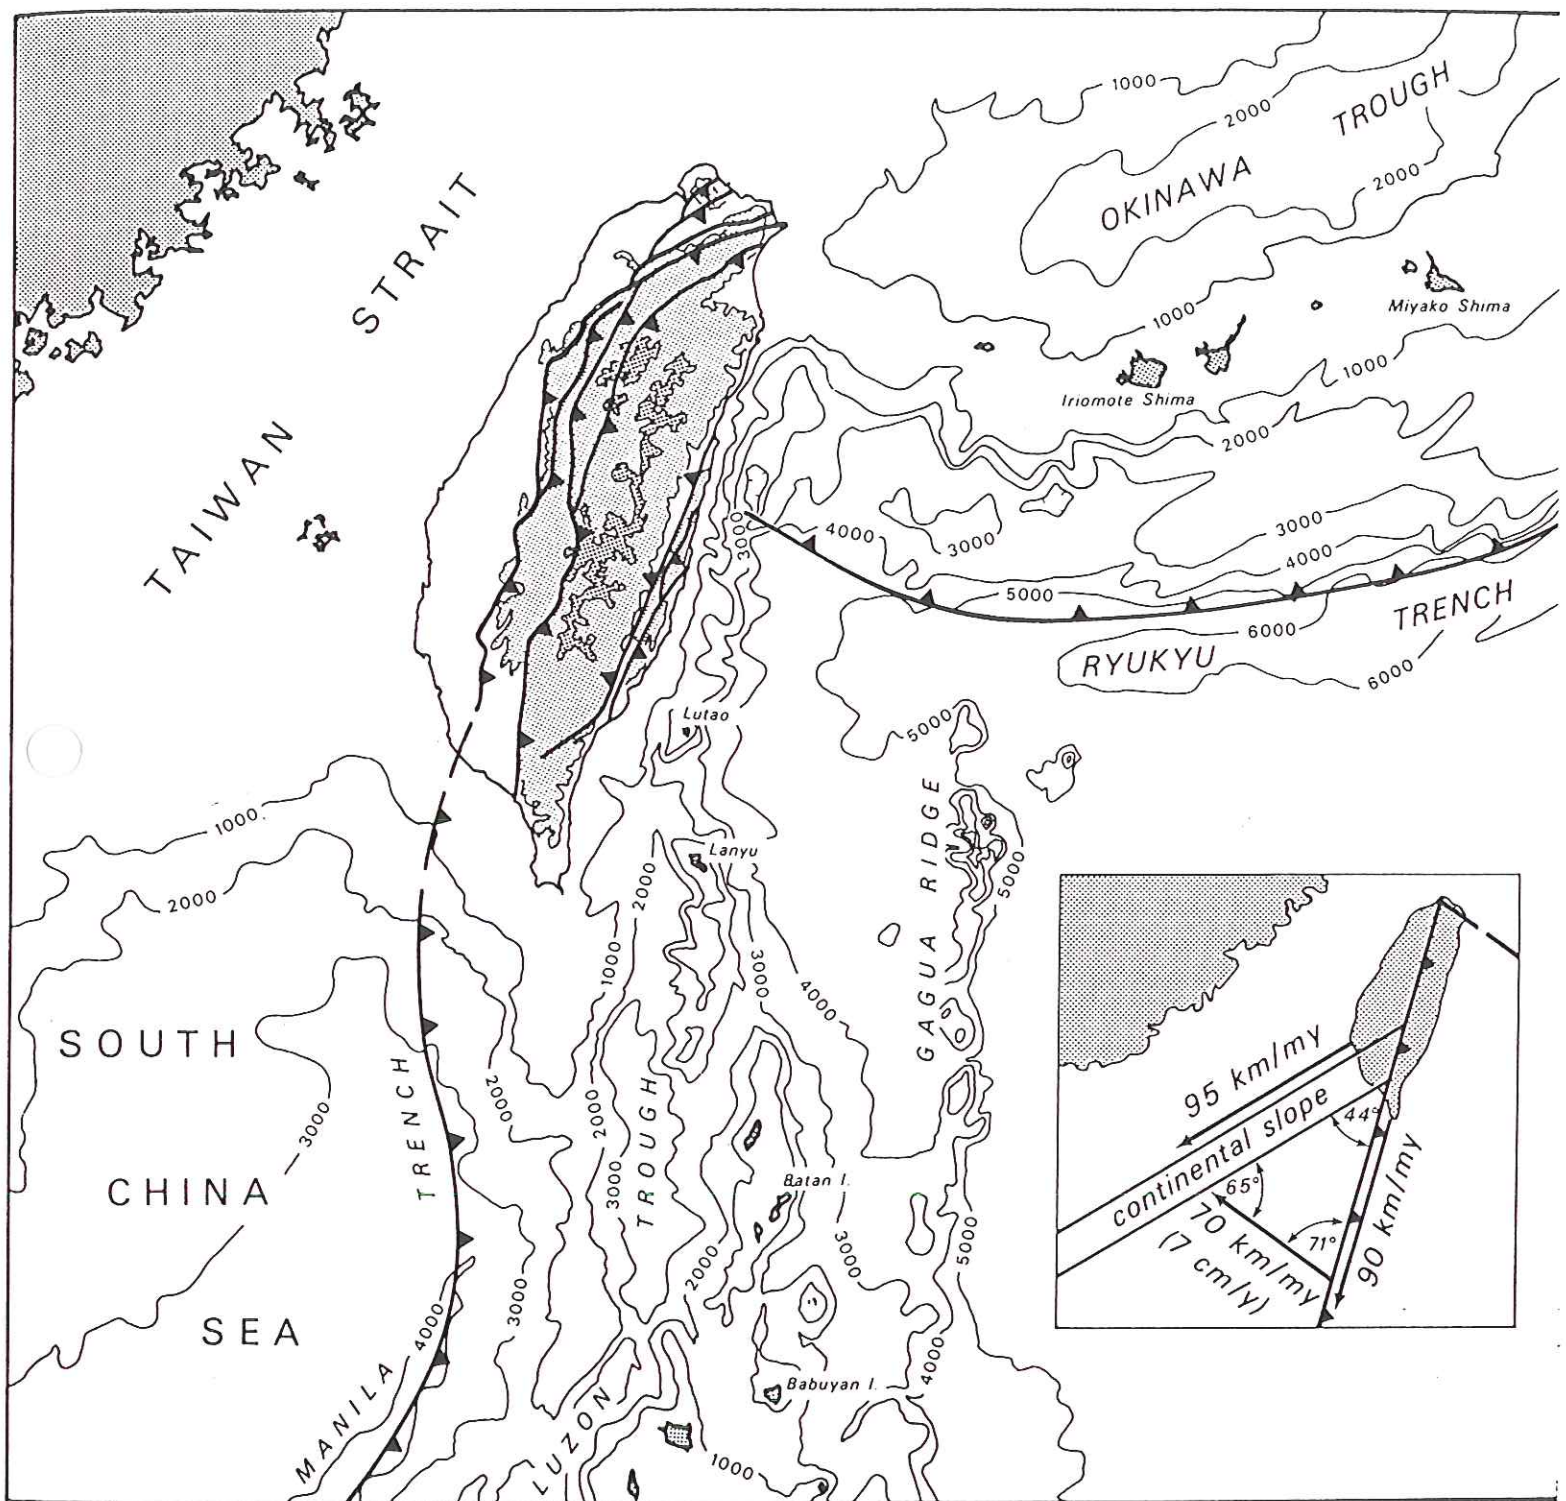 1000
2000
OKINAWA TROUGH
2000
1000
Miyako Shima
Iriomote Shima
1000
2000
TAIWAN STRAIT
3000
4000
3000
3000
4000
5000
6000
RYUKYU TRENCH
6000
Lutao
5000
GAGUA RIDGE
5000
1000
2000
Lanyu
2000
1000
3000
4000
SOUTH
CHINA
SEA
3000
MANILA TRENCH
4000
2000
3000
2000
3000
LUZON TROUGH
Batan I.
2000
3000
5000
4000
Babuyan I.
1000
95 km/my
continental slope
44°
65°
71°
70 km/my
(7 cm/y)
90 km/my